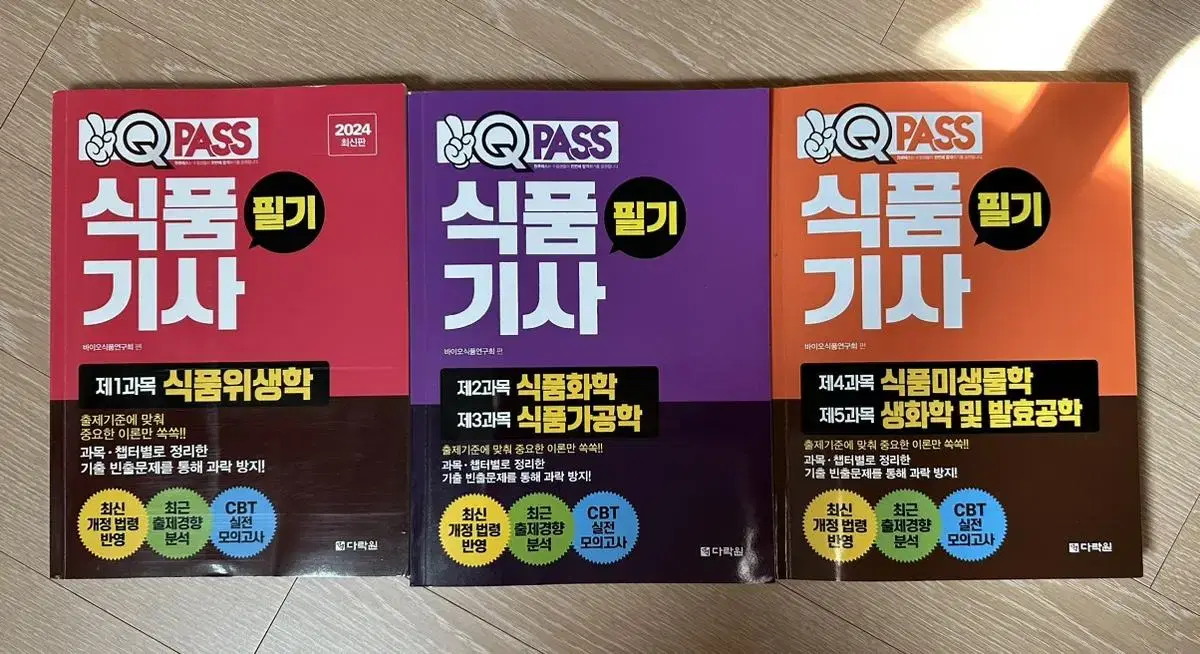 Q PASS
2024
최신판
식품
필기
기사
바이오식품연구회 편
제1과목 식품위생학
출제기준에 맞춰
중요한 이론만 쏙쏙!!
과목·챕터별로 정리한
기출 빈출문제를 통해 과락 방지!
최신
개정 법령
반영
최근
출제경향
분석
CBT
실전
모의고사
다락원
Q PASS
식품
필기
기사
바이오식품연구회 편
제2과목 식품화학
제3과목 식품가공학
출제기준에 맞춰 중요한 이론만 쏙쏙!!
과목·챕터별로 정리한
기출 빈출문제를 통해 과락 방지!
최신
개정 법령
반영
최근
출제경향
분석
CBT
실전
모의고사
다락원
Q PASS
식품
필기
기사
바이오식품연구회 편
제4과목 식품미생물학
제5과목 생화학 및 발효공학
출제기준에 맞춰 중요한 이론만 쏙쏙!!
과목·챕터별로 정리한
기출 빈출문제를 통해 과락 방지!
최신
개정 법령
반영
최근
출제경향
분석
CBT
실전
모의고사
다락원